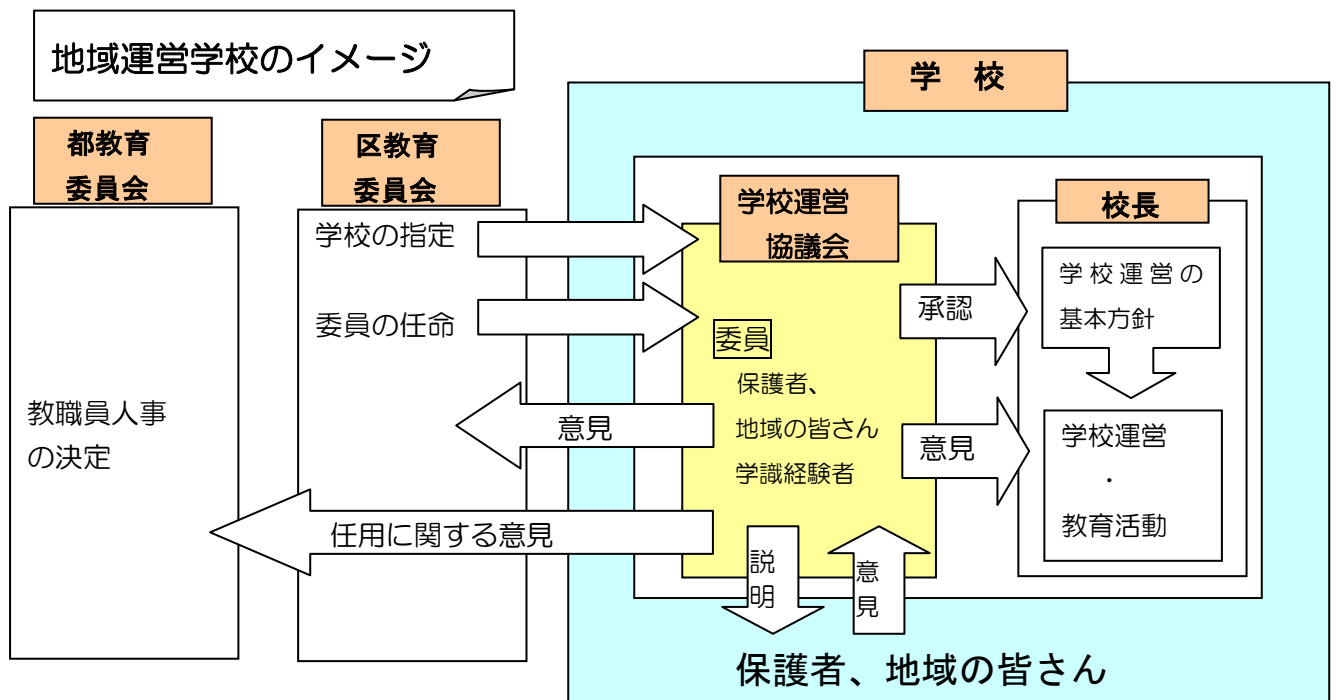 地域運営学校のイメージ
学 校
都教育
委員会
区教育
委員会
学校運営
協議会
校長
教職員人事
の決定
学校の指定
委員の任命
意見
任用に関する意見
委員
保護者、
地域の皆さん
学識経験者
承認
意見
学校運営の
基本方針
学校運営
・
教育活動
説明
意見
保護者、地域の皆さん